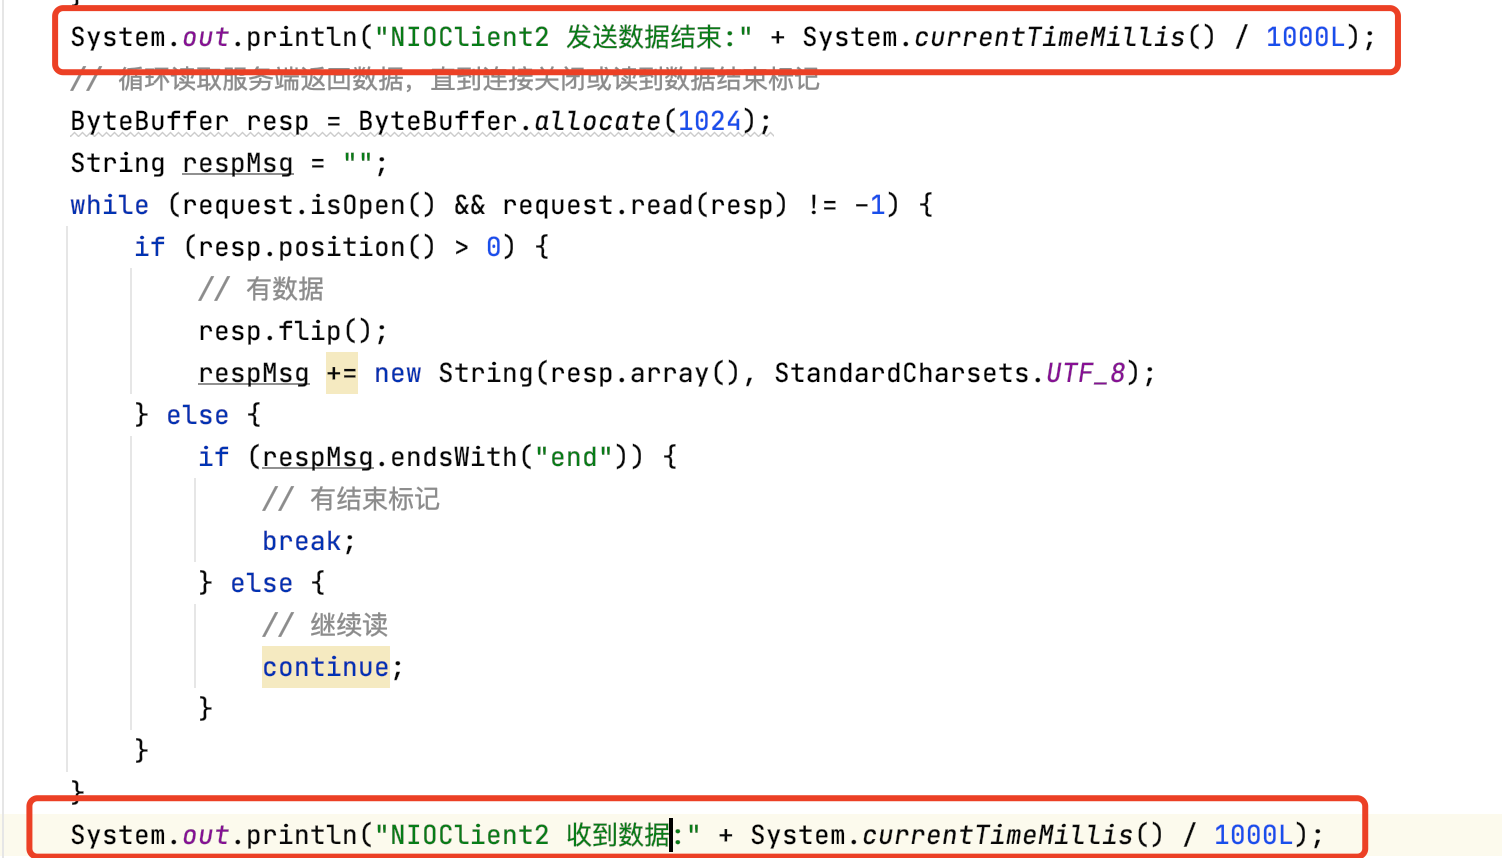 }
System.out.println("NIOClient2 发送数据结束:" + System.currentTimeMillis() / 1000L);
// 循环读取服务端返回数据，直到连接关闭或读到数据结束标记
ByteBuffer resp = ByteBuffer.allocate(1024);
String respMsg = "";
while (request.isOpen() && request.read(resp) != -1) {
if (resp.position() > 0) {
// 有数据
resp.flip();
respMsg += new String(resp.array(), StandardCharsets.UTF_8);
} else {
if (respMsg.endsWith("end")) {
// 有结束标记
break;
} else {
// 继续读
continue;
}
}
}
System.out.println("NIOClient2 收到数据:" + System.currentTimeMillis() / 1000L);